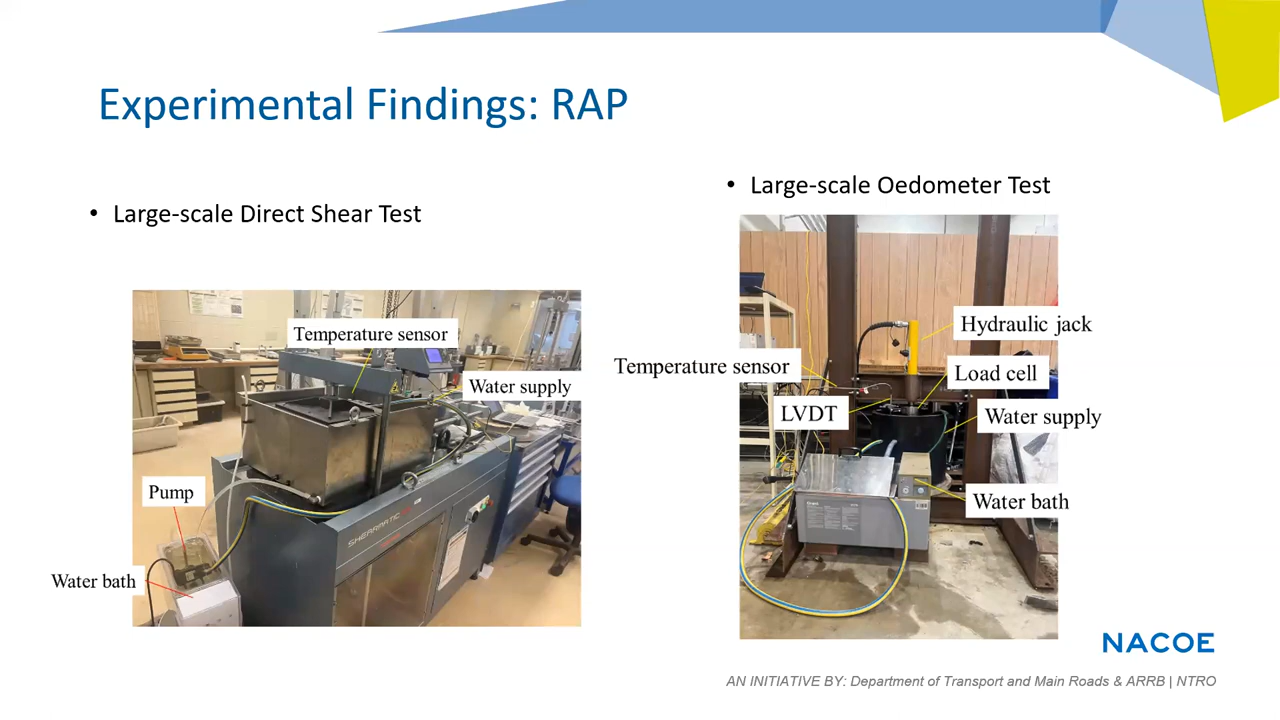 Experimental Findings: RAP
• Large-scale Direct Shear Test
Temperature sensor
Water supply
Pump
Water bath
SHEARMATIC
• Large-scale Oedometer Test
Hydraulic jack
Temperature sensor
Load cell
LVDT
Water supply
Water bath
NACOE
AN INITIATIVE BY: Department of Transport and Main Roads & ARRB | NTRO